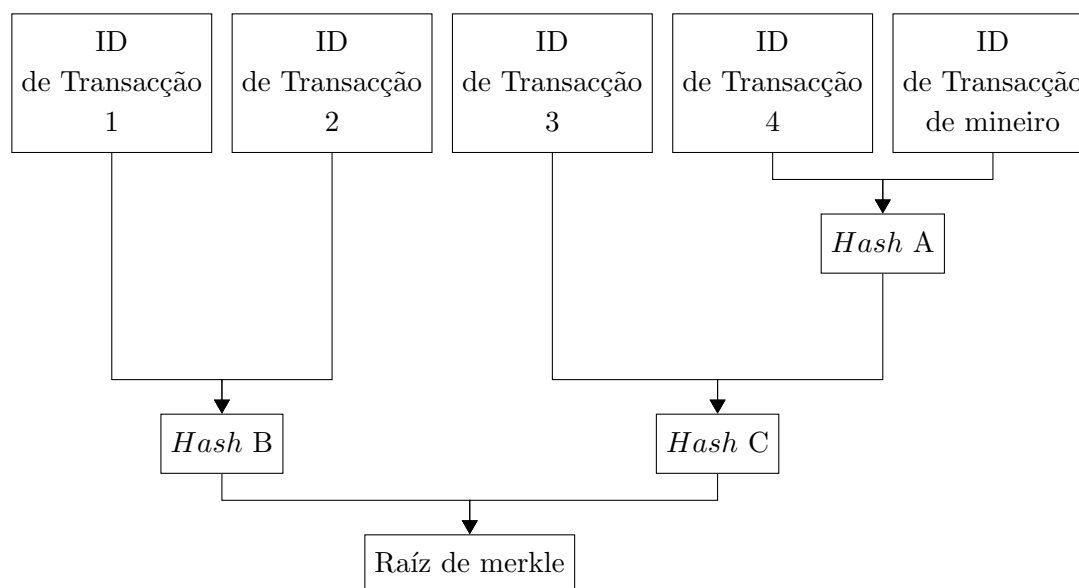 ID
de Transacção
1
ID
de Transacção
2
ID
de Transacção
3
ID
de Transacção
4
ID
de Transacção
de mineiro
Hash A
Hash B
Hash C
Raíz de merkle